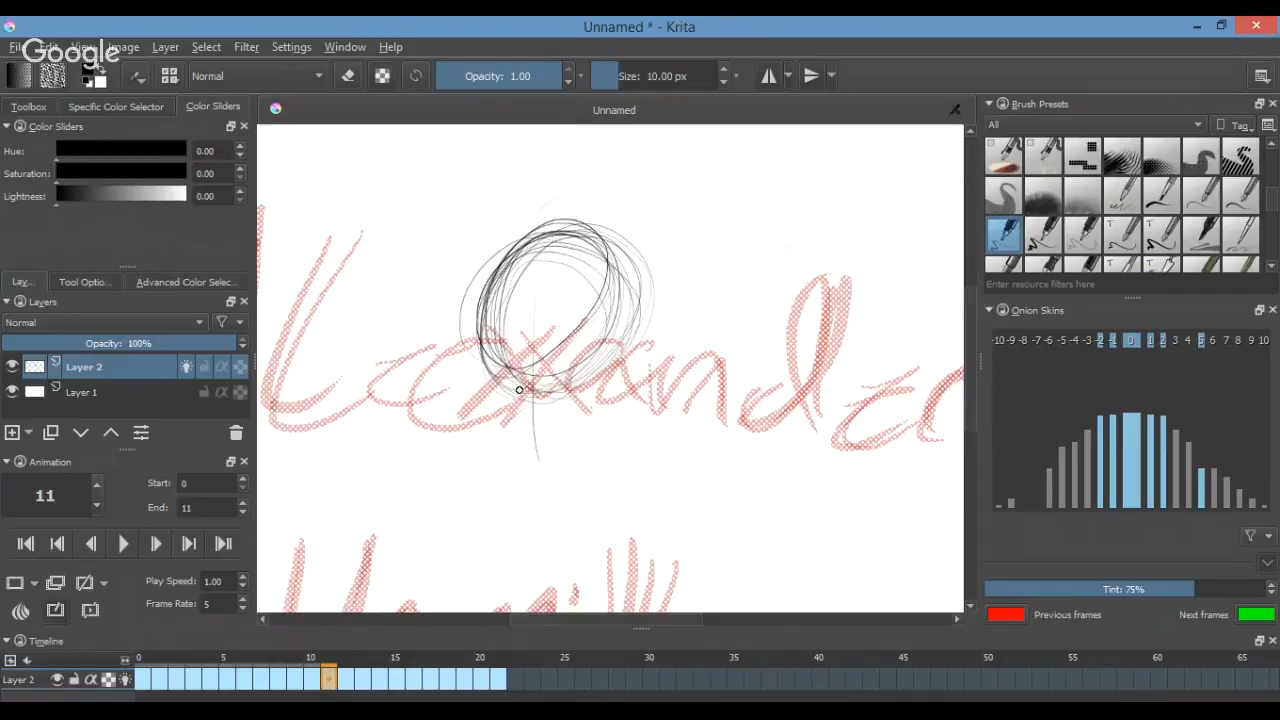 Unnamed * - Krita
File Edit View Image Layer Select Filter Settings Window Help
Google
Normal Opacity: 1.00 Size: 10.00 px
Toolbox Specific Color Selector Color Sliders
Unnamed
Color Sliders
Hue: 0.00
Saturation: 0.00
Lightness: 0.00
Lay... Tool Optio... Advanced Color Selec...
Layers
Normal
Opacity: 100%
Layer 2
Layer 1
Animation
11
Start: 0
End: 11
Play Speed: 1.00
Frame Rate: 5
Brush Presets
All Tag
Enter resource filters here
Onion Skins
-10 -9 -8 -7 -6 -5 -4 -3 -2 -1 0 1 2 3 4 5 6 7 8 9 10
Tint: 75%
Previous frames Next frames
Timeline
0 5 10 15 20 25 30 35 40 45 50 55 60 65
Layer 2